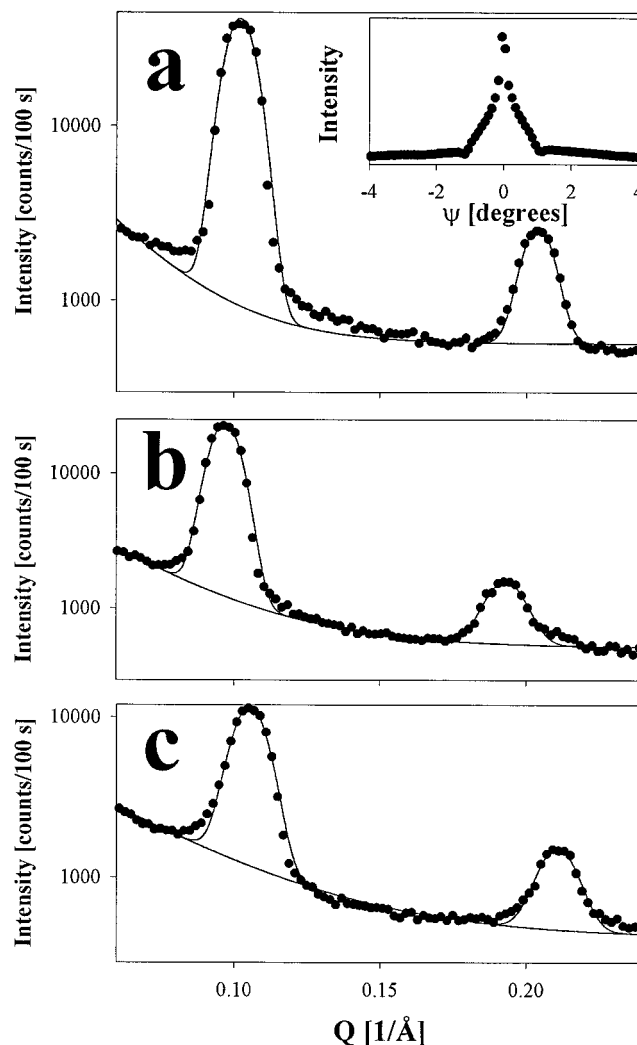 a
Intensity [counts/100 s]
10000
1000
Intensity
-4 -2 0 2 4
Ψ [degrees]
b
Intensity [counts/100 s]
10000
1000
c
Intensity [counts/100 s]
10000
1000
0.10 0.15 0.20
Q [1/Å]